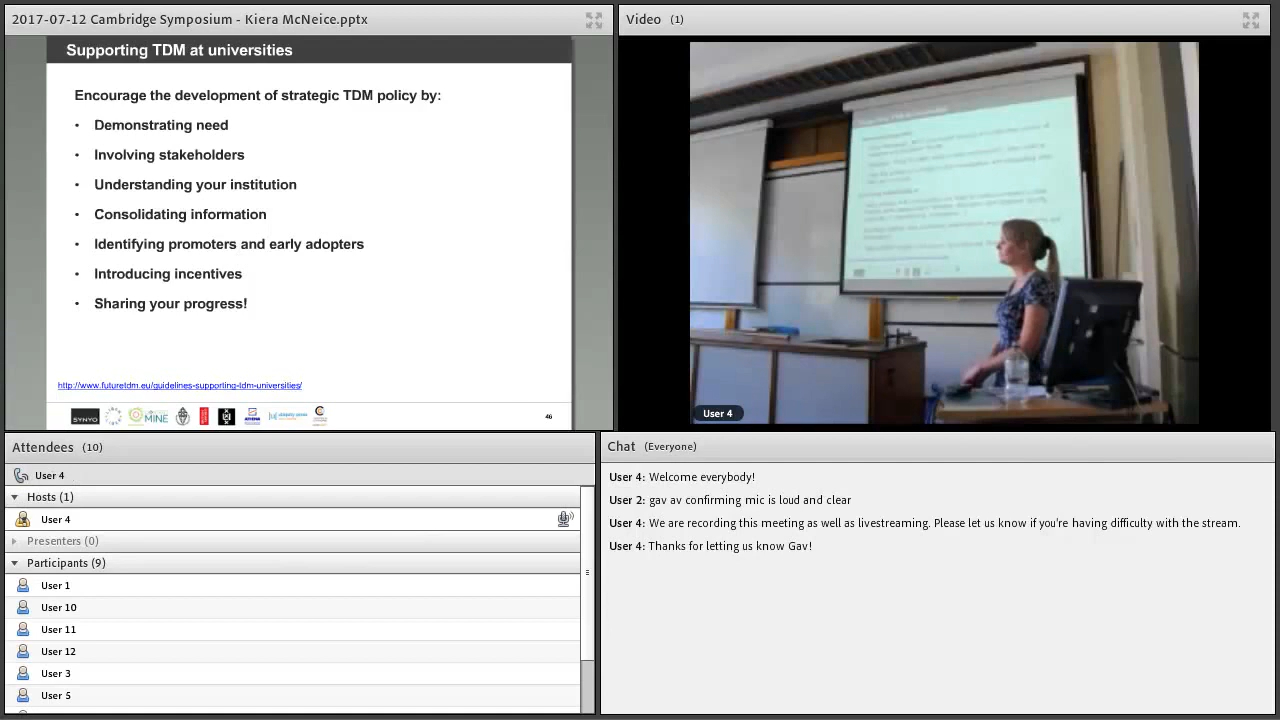 2017-07-12 Cambridge Symposium - Kiera McNeice.pptx
Supporting TDM at universities
Encourage the development of strategic TDM policy by:
• Demonstrating need
• Involving stakeholders
• Understanding your institution
• Consolidating information
• Identifying promoters and early adopters
• Introducing incentives
• Sharing your progress!
http://www.futuretdm.eu/guidelines-supporting-tdm-universities/
SYNYO
MINE
46
Video (1)
User 4
Attendees (10)
User 4
Hosts (1)
User 4
Presenters (0)
Participants (9)
User 1
User 10
User 11
User 12
User 3
User 5
Chat (Everyone)
User 4: Welcome everybody!
User 2: gav av confirming mic is loud and clear
User 4: We are recording this meeting as well as livestreaming. Please let us know if you're having difficulty with the stream.
User 4: Thanks for letting us know Gav!